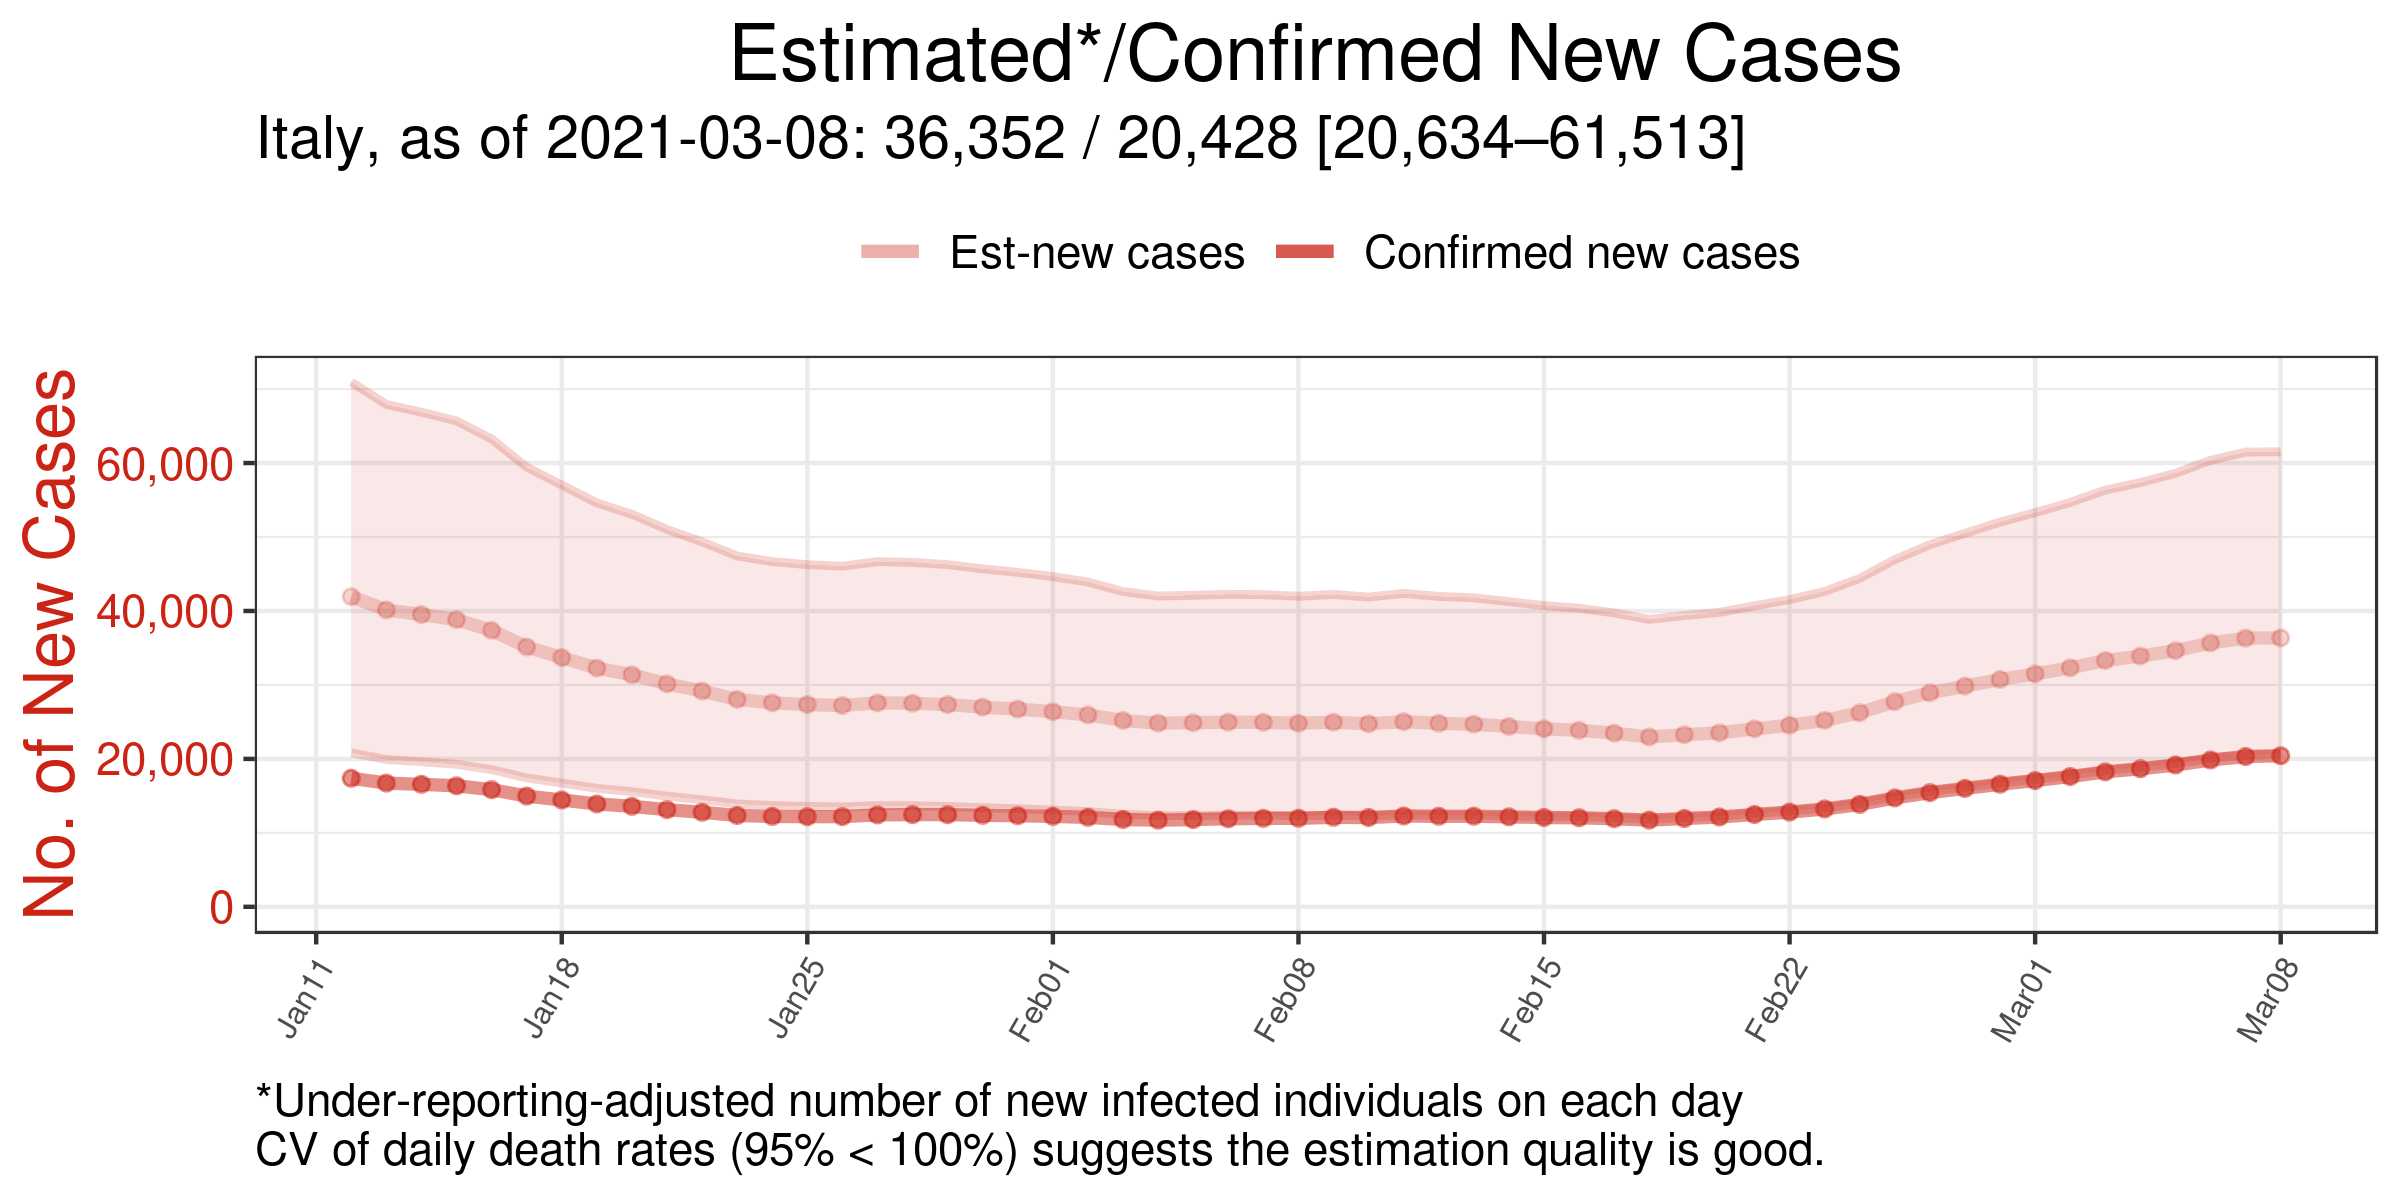 Estimated*/Confirmed New Cases
Italy, as of 2021-03-08: 36,352 / 20,428 [20,634–61,513]
Est-new cases
Confirmed new cases
No. of New Cases
60,000
40,000
20,000
0
Jan11
Jan18
Jan25
Feb01
Feb08
Feb15
Feb22
Mar01
Mar08
*Under-reporting-adjusted number of new infected individuals on each day
CV of daily death rates (95% < 100%) suggests the estimation quality is good.